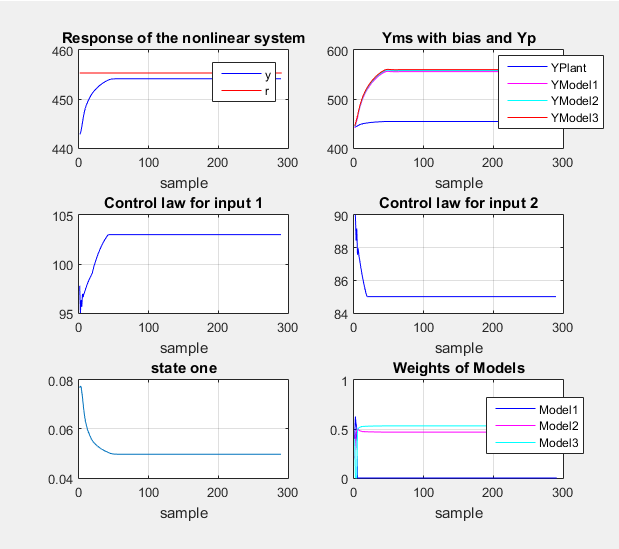 Response of the nonlinear system
460
450
440
y
r
0
100
200
300
sample
Yms with bias and Yp
600
500
400
YPlant
YModel1
YModel2
YModel3
0
100
200
300
sample
Control law for input 1
105
100
95
0
100
200
300
sample
Control law for input 2
90
88
86
84
0
100
200
300
sample
state one
0.08
0.06
0.04
0
100
200
300
sample
Weights of Models
1
0.5
0
Model1
Model2
Model3
0
100
200
300
sample